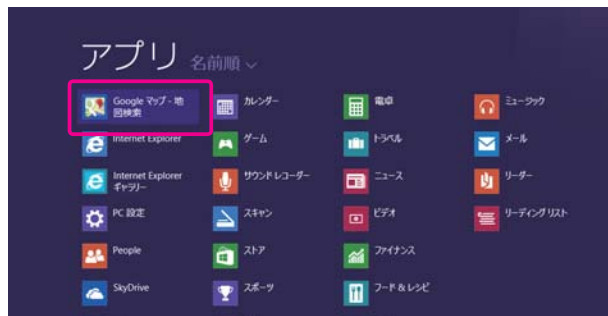 アプリ 名前順
Google マップ - 地
図検索
Internet Explorer
Internet Explorer
ギャラリー
PC 設定
People
SkyDrive
カレンダー
ゲーム
サウンド レコーダー
スキャン
ストア
スポーツ
電卓
トラベル
ニュース
ビデオ
ファイナンス
フード & レシピ
ミュージック
メール
リーダー
リーディング リスト